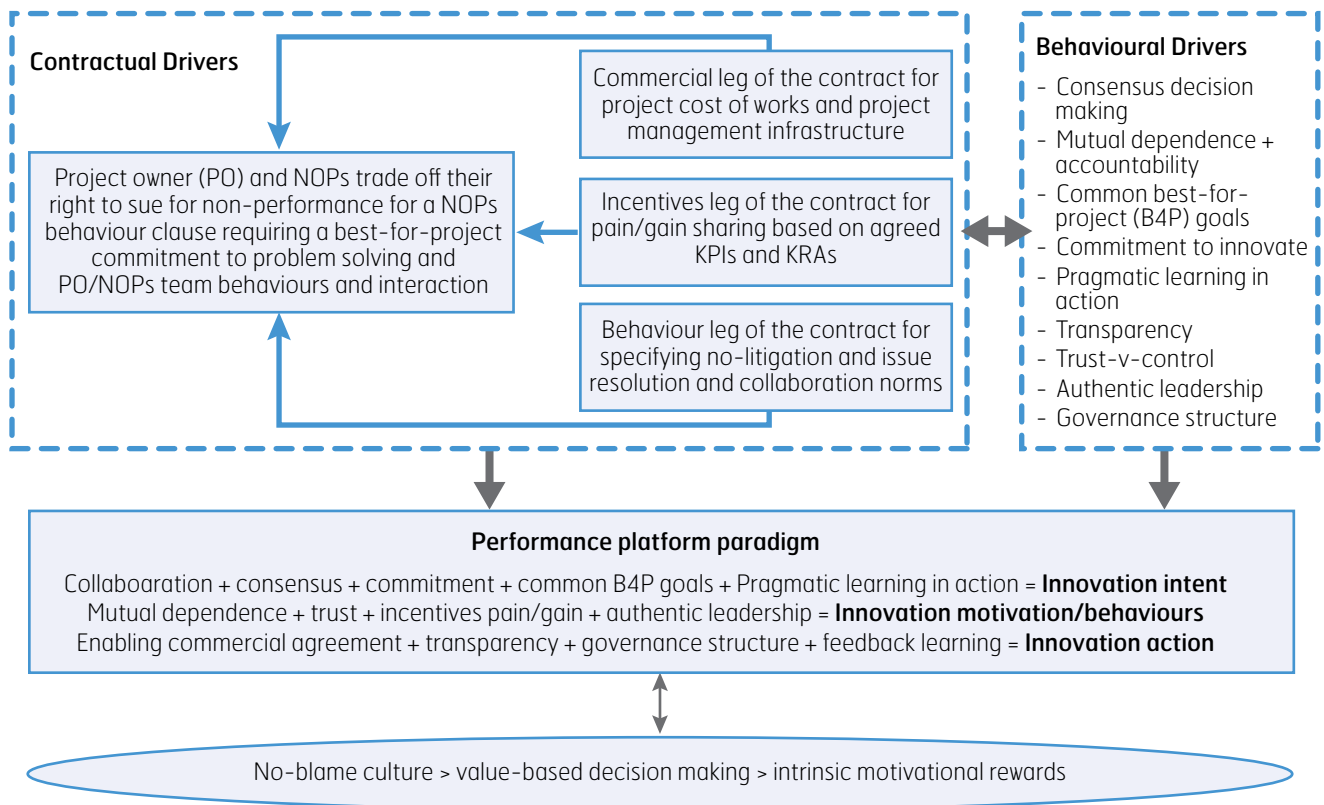 Contractual Drivers
Commercial leg of the contract for
project cost of works and project
management infrastructure
Project owner (PO) and NOPs trade off their
right to sue for non-performance for a NOPs
behaviour clause requiring a best-for-project
commitment to problem solving and
PO/NOPs team behaviours and interaction
Incentives leg of the contract for
pain/gain sharing based on agreed
KPIs and KRAs
Behaviour leg of the contract for
specifying no-litigation and issue
resolution and collaboration norms
Behavioural Drivers
- Consensus decision
making
- Mutual dependence +
accountability
- Common best-for-
project (B4P) goals
- Commitment to innovate
- Pragmatic learning in
action
- Transparency
- Trust-v-control
- Authentic leadership
- Governance structure
Performance platform paradigm
Collaboaration + consensus + commitment + common B4P goals + Pragmatic learning in action = Innovation intent
Mutual dependence + trust + incentives pain/gain + authentic leadership = Innovation motivation/behaviours
Enabling commercial agreement + transparency + governance structure + feedback learning = Innovation action
No-blame culture > value-based decision making > intrinsic motivational rewards